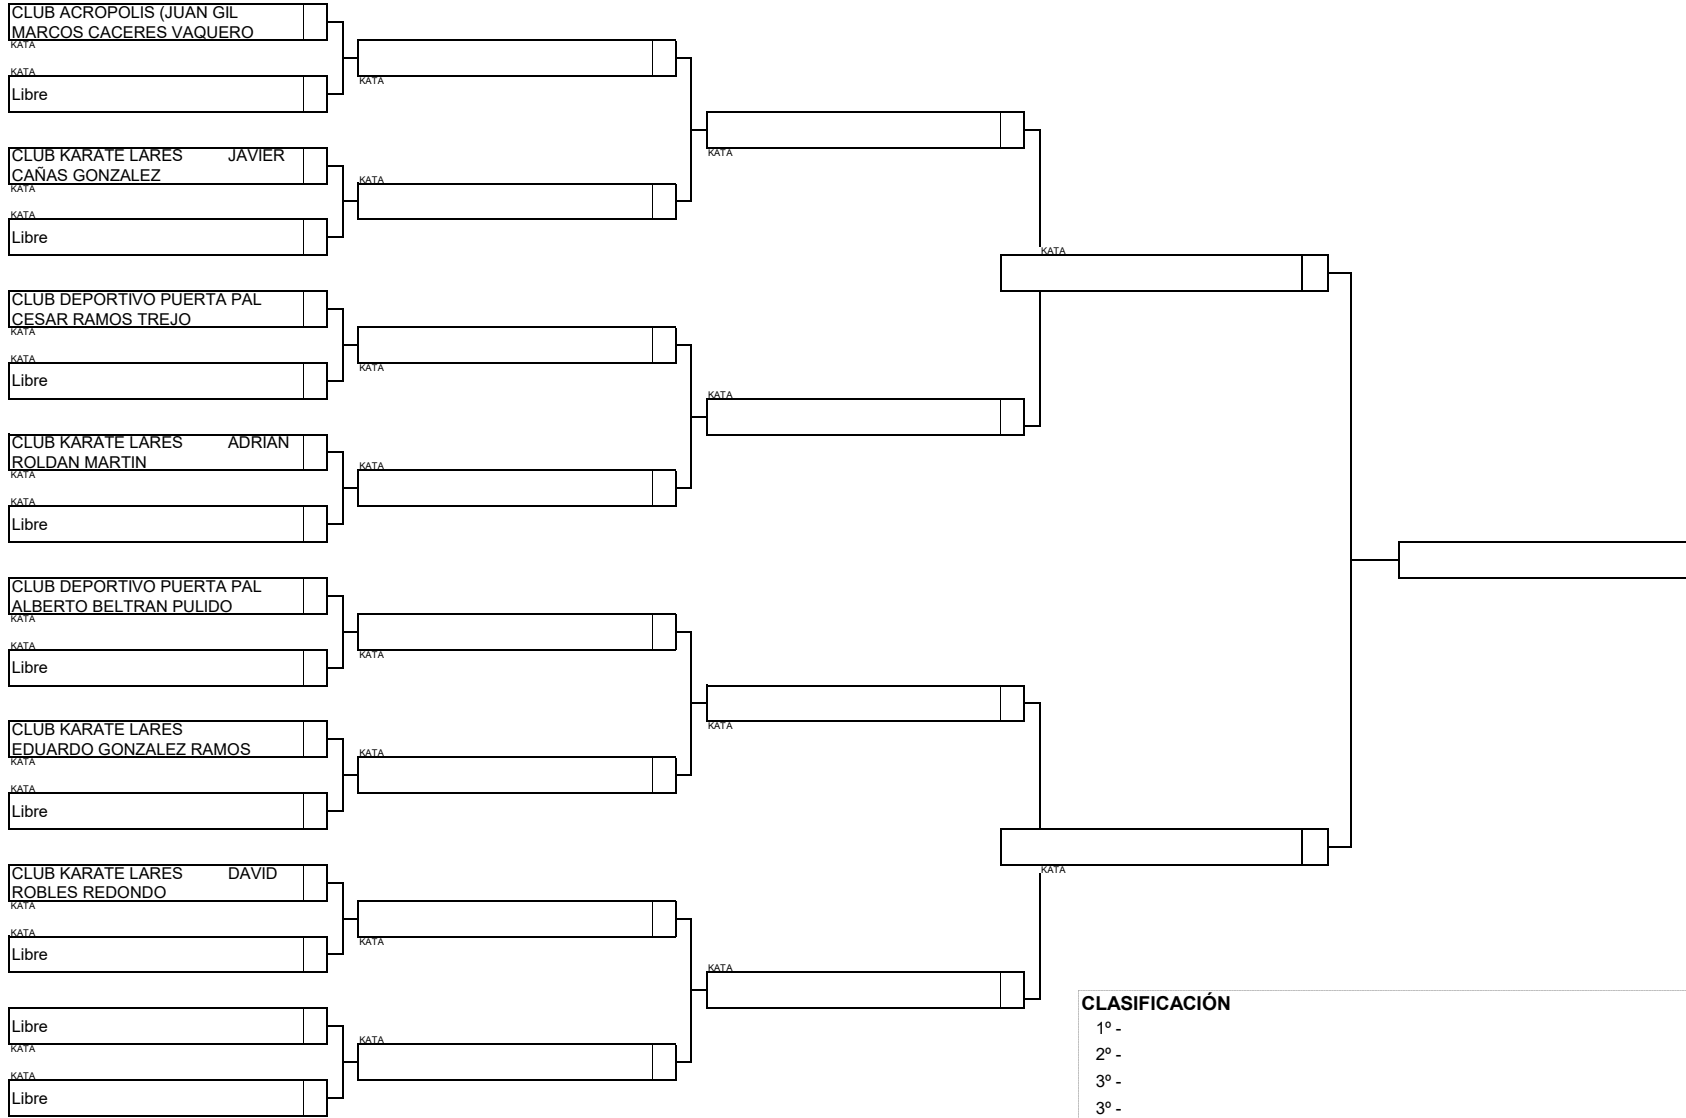 CLUB ACROPOLIS (JUAN GIL
MARCOS CACERES VAQUERO
KATA
KATA
Libre
KATA
CLUB KARATE LARES JAVIER
CAÑAS GONZALEZ
KATA
KATA
Libre
KATA
KATA
CLUB DEPORTIVO PUERTA PAL
CESAR RAMOS TREJO
KATA
KATA
Libre
KATA
CLUB KARATE LARES ADRIAN
ROLDAN MARTIN
KATA
KATA
Libre
KATA
KATA
KATA
CLUB DEPORTIVO PUERTA PAL
ALBERTO BELTRAN PULIDO
KATA
KATA
Libre
KATA
CLUB KARATE LARES
EDUARDO GONZALEZ RAMOS
KATA
KATA
Libre
KATA
KATA
CLUB KARATE LARES DAVID
ROBLES REDONDO
KATA
KATA
Libre
KATA
Libre
KATA
KATA
Libre
KATA
KATA
KATA
CLASIFICACIÓN
1º -
2º -
3º -
3º -